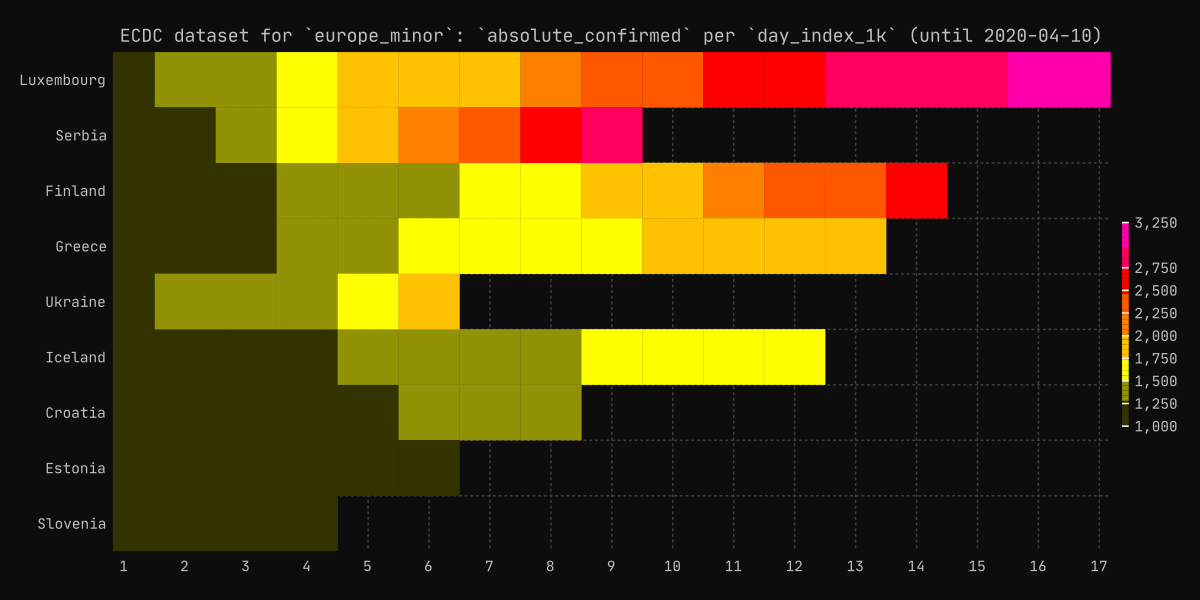 ECDC dataset for `europe_minor`: `absolute_confirmed` per `day_index_1k` (until 2020-04-10)
Luxembourg
Serbia
Finland
Greece
Ukraine
Iceland
Croatia
Estonia
Slovenia
1 2 3 4 5 6 7 8 9 10 11 12 13 14 15 16 17
3,250
2,750
2,500
2,250
2,000
1,750
1,500
1,250
1,000